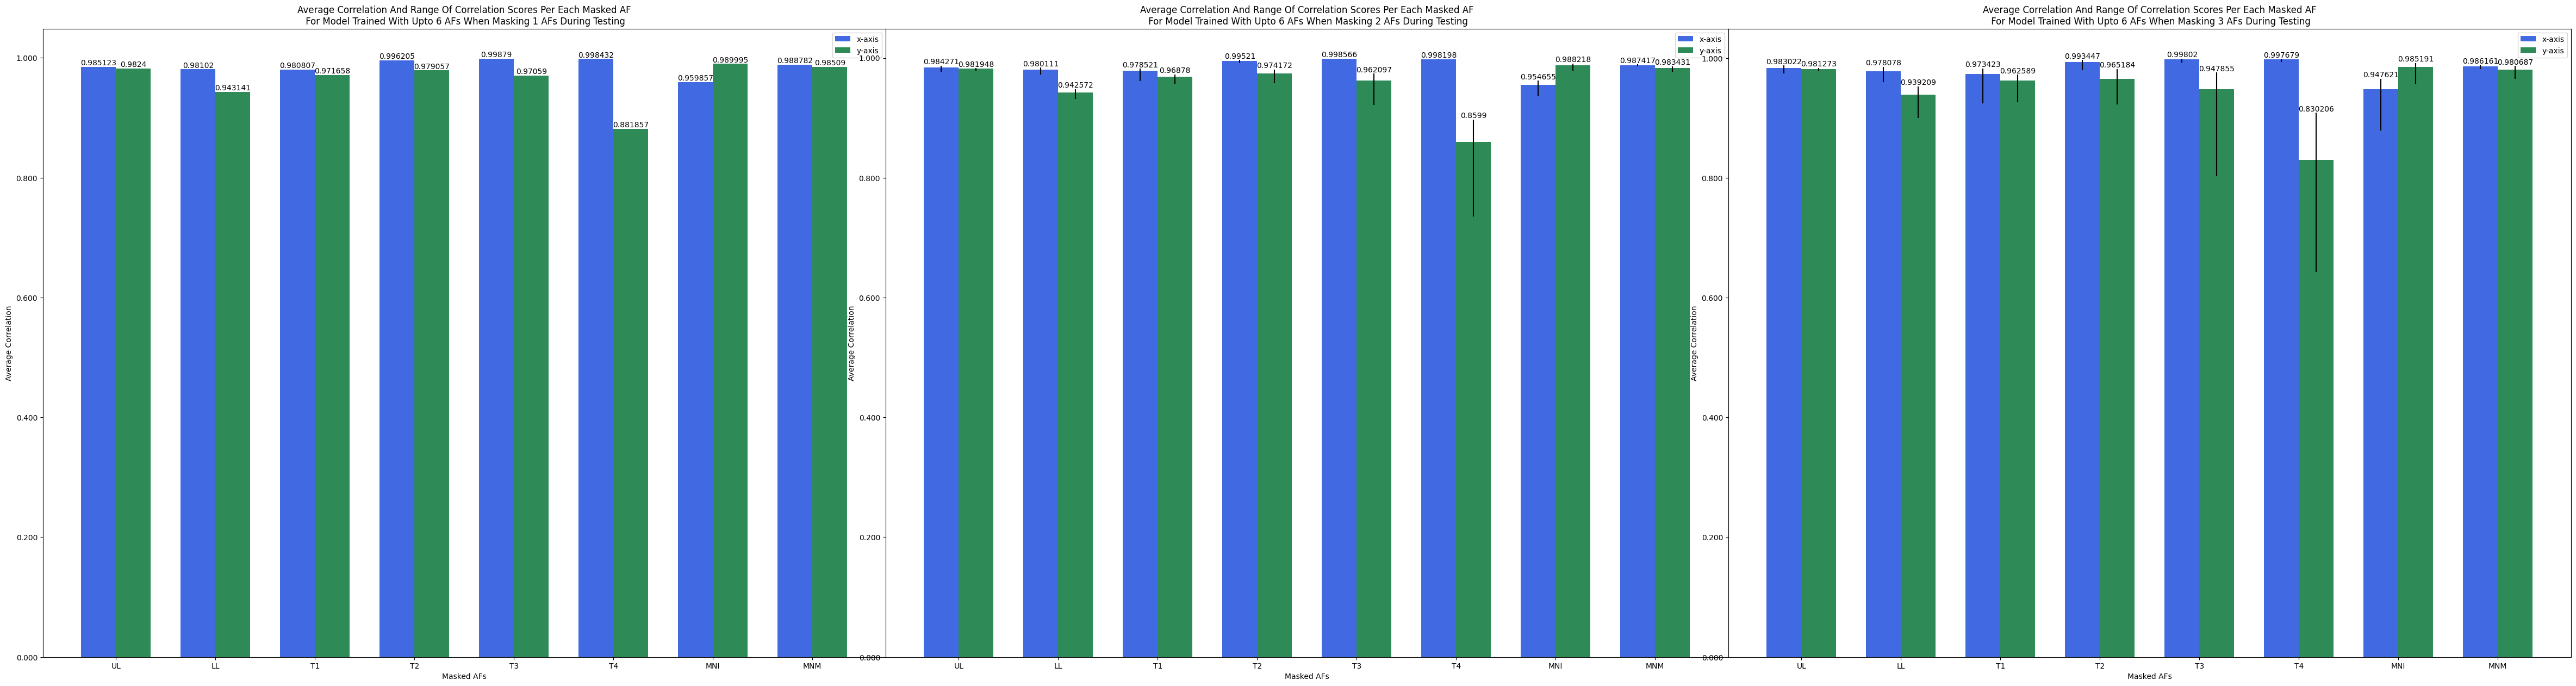 Average Correlation And Range Of Correlation Scores Per Each Masked AF
For Model Trained With Upto 6 AFs When Masking 1 AFs During Testing
x-axis
y-axis
1.000
0.800
0.600
0.400
0.200
0.000
Average Correlation
0.985123 0.9824
0.98102 0.943141
0.980807 0.971658
0.996205 0.979057
0.99879 0.97059
0.998432 0.881857
0.959857 0.989995
0.988782 0.98509
UL LL T1 T2 T3 T4 MNI MNM
Masked AFs
Average Correlation And Range Of Correlation Scores Per Each Masked AF
For Model Trained With Upto 6 AFs When Masking 2 AFs During Testing
x-axis
y-axis
1.000
0.800
0.600
0.400
0.200
0.000
Average Correlation
0.984271 0.981948
0.980111 0.942572
0.978521 0.96878
0.99521 0.974172
0.998566 0.962097
0.998198 0.8599
0.954655 0.988218
0.987417 0.983431
UL LL T1 T2 T3 T4 MNI MNM
Masked AFs
Average Correlation And Range Of Correlation Scores Per Each Masked AF
For Model Trained With Upto 6 AFs When Masking 3 AFs During Testing
x-axis
y-axis
1.000
0.800
0.600
0.400
0.200
0.000
Average Correlation
0.983022 0.981273
0.978078 0.939209
0.973423 0.962589
0.993447 0.965184
0.99802 0.947855
0.997679 0.830206
0.947621 0.985191
0.986161 0.980687
UL LL T1 T2 T3 T4 MNI MNM
Masked AFs